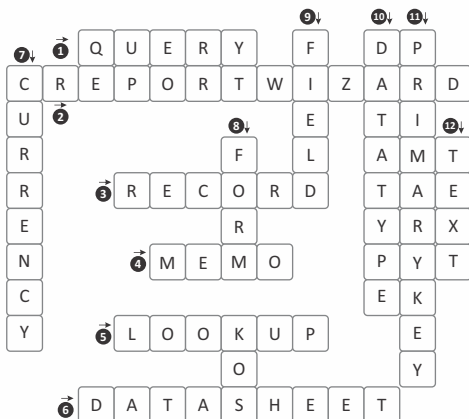 9 10 11
1 Q U E R Y F D P
7
C R E P O R T W I Z A R D
2
U E T I
8 12
R F L A M T
3 R R E C O R D T A E
E R Y R X
4 N M E M O P Y T
C E K
5 Y L O O K U P E
O Y
6 D A T A S H E E T